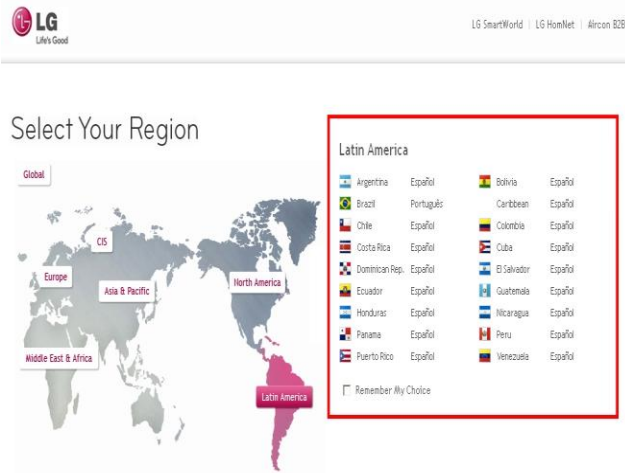 LG
Life's Good
LG SmartWorld | LG HomNet | Aircon B2B
Select Your Region
Global
CIS
Europe
Asia & Pacific
North America
Middle East & Africa
Latin America
Latin America
Argentina Español Bolivia Español
Brazil Português Caribbean Español
Chile Español Colombia Español
Costa Rica Español Cuba Español
Dominican Rep. Español El Salvador Español
Ecuador Español Guatemala Español
Honduras Español Nicaragua Español
Panama Español Peru Español
Puerto Rico Español Venezuela Español
Remember My Choice